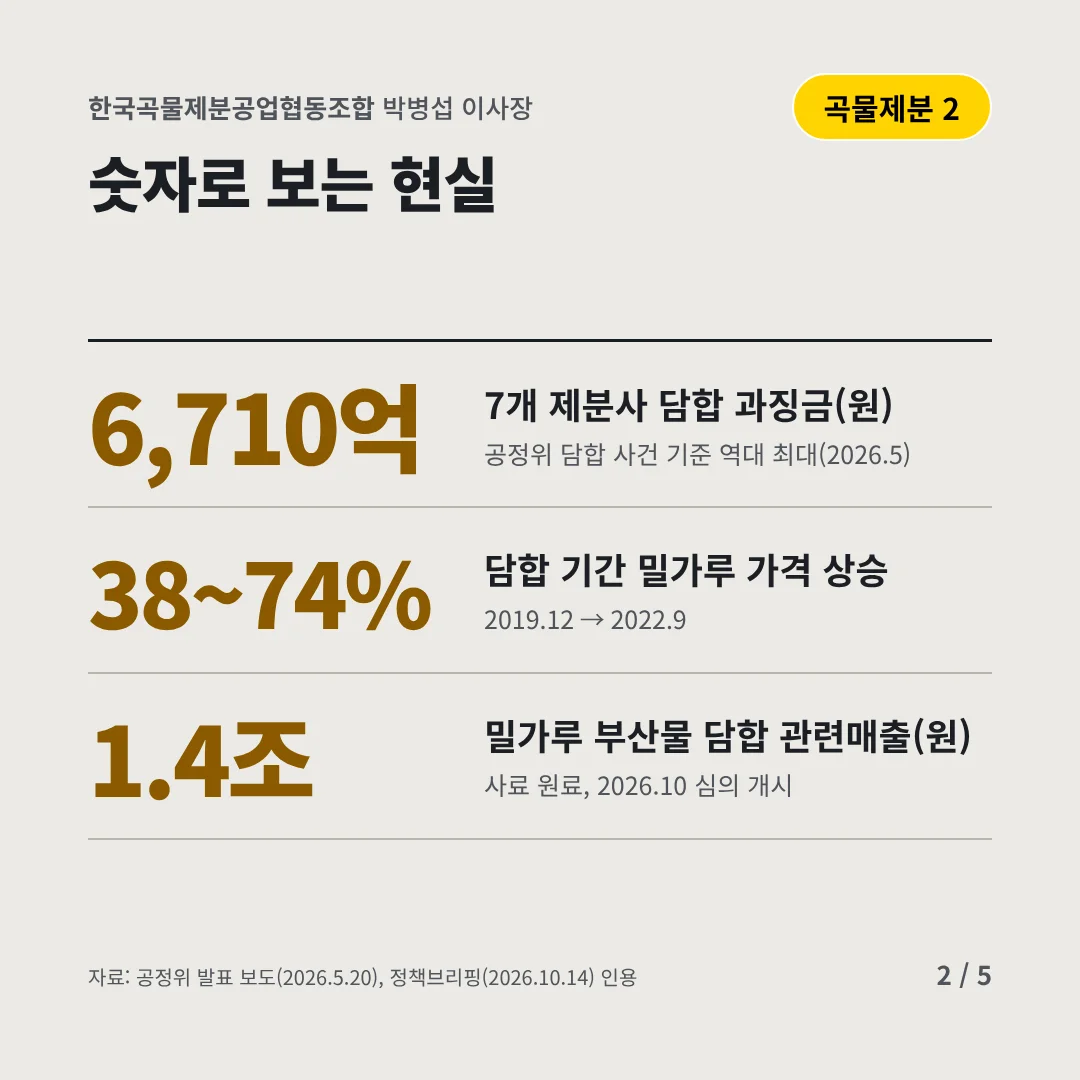 한국곡물제분공업협동조합 박병섭 이사장
곡물제분 2
숫자로 보는 현실
6,710억
7개 제분사 담합 과징금(원)
공정위 담합 사건 기준 역대 최대(2026.5)
38~74%
담합 기간 밀가루 가격 상승
2019.12 → 2022.9
1.4조
밀가루 부산물 담합 관련매출(원)
사료 원료, 2026.10 심의 개시
자료: 공정위 발표 보도(2026.5.20), 정책브리핑(2026.10.14) 인용
2 / 5